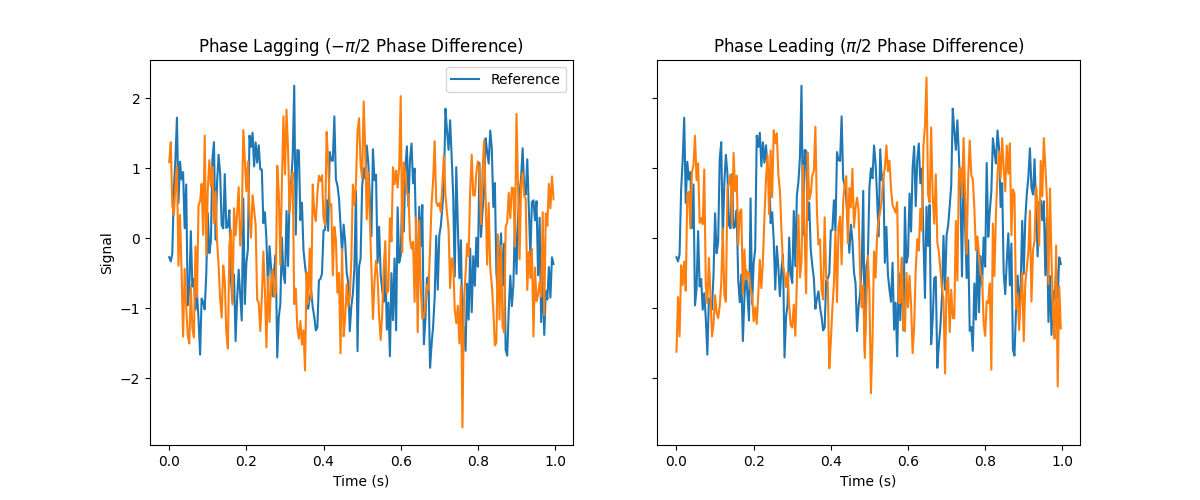 Phase Lagging (−π/2 Phase Difference)
Reference
Signal
2
1
0
−1
−2
0.0 0.2 0.4 0.6 0.8 1.0
Time (s)
Phase Leading (π/2 Phase Difference)
0.0 0.2 0.4 0.6 0.8 1.0
Time (s)